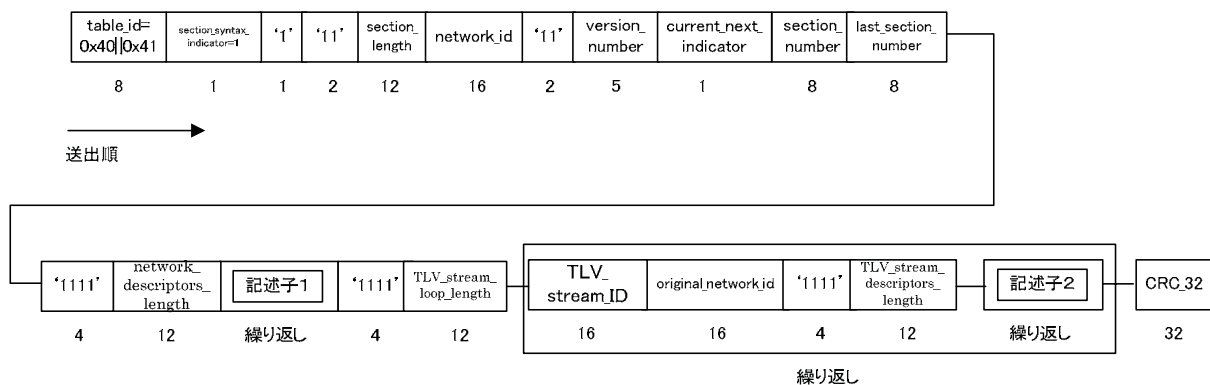 table_id=
0x40||0x41
section_syntax_
indicator=1
‘1’
‘11’
section_
length
network_id
‘11’
version_
number
current_next_
indicator
section_
number
last_section_
number
8
1
1
2
12
16
2
5
1
8
8
送出順
‘1111’
network_
descriptors_
length
記述子1
‘1111’
TLV_stream_
loop_length
TLV_
stream_ID
original_network_id
‘1111’
TLV_stream_
descriptors_
length
記述子2
CRC_32
4
12
繰り返し
4
12
16
16
4
12
繰り返し
32
繰り返し